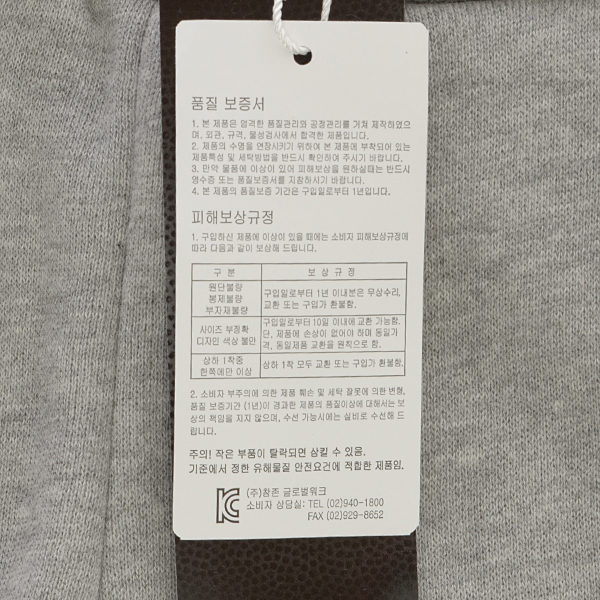 품질 보증서
1. 본 제품은 엄격한 품질관리와 공정관리를 거쳐 제작하였으
며, 외관, 규격, 물성검사에서 합격한 제품입니다.
2. 제품의 수명을 연장시키기 위하여 본 제품에 부착되어 있는
제품특성 및 세탁방법을 반드시 확인하여 주시기 바랍니다.
3. 만약 물품에 이상이 있어 피해보상을 원하실때는 반드시
영수증 또는 품질보증서를 지참하시기 바랍니다.
4. 본 제품의 품질보증 기간은 구입일로부터 1년입니다.
피해보상규정
1. 구입하신 제품에 이상이 있을 때에는 소비자 피해보상규정에
따라 다음과 같이 보상해 드립니다.
구 분 보 상 규 정
원단불량
봉제불량
부자재불량
구입일로부터 1년 이내분은 무상수리,
교환 또는 구입가 환불함.
사이즈 부정확
디자인 색상 불만
구입일로부터 10일 이내에 교환 가능함.
단, 제품에 손상이 없어야 하며 동일가
격, 동일제품 교환을 원칙으로 함.
상하 1착중
한쪽에만 이상
상하 1착 모두 교환 또는 구입가 환불함.
2. 소비자 부주의에 의한 제품 훼손 및 세탁 잘못에 의한 변형,
품질 보증기간 (1년)이 경과한 제품의 품질이상에 대해서는 보
상의 책임을 지지 않으며, 수선 가능시에는 실비로 수선해 드
립니다.
주의! 작은 부품이 탈락되면 삼킬 수 있음.
기준에서 정한 유해물질 안전요건에 적합한 제품임.
(주)참존 글로벌워크
소비자 상담실: TEL (02)940-1800
FAX (02)929-8652